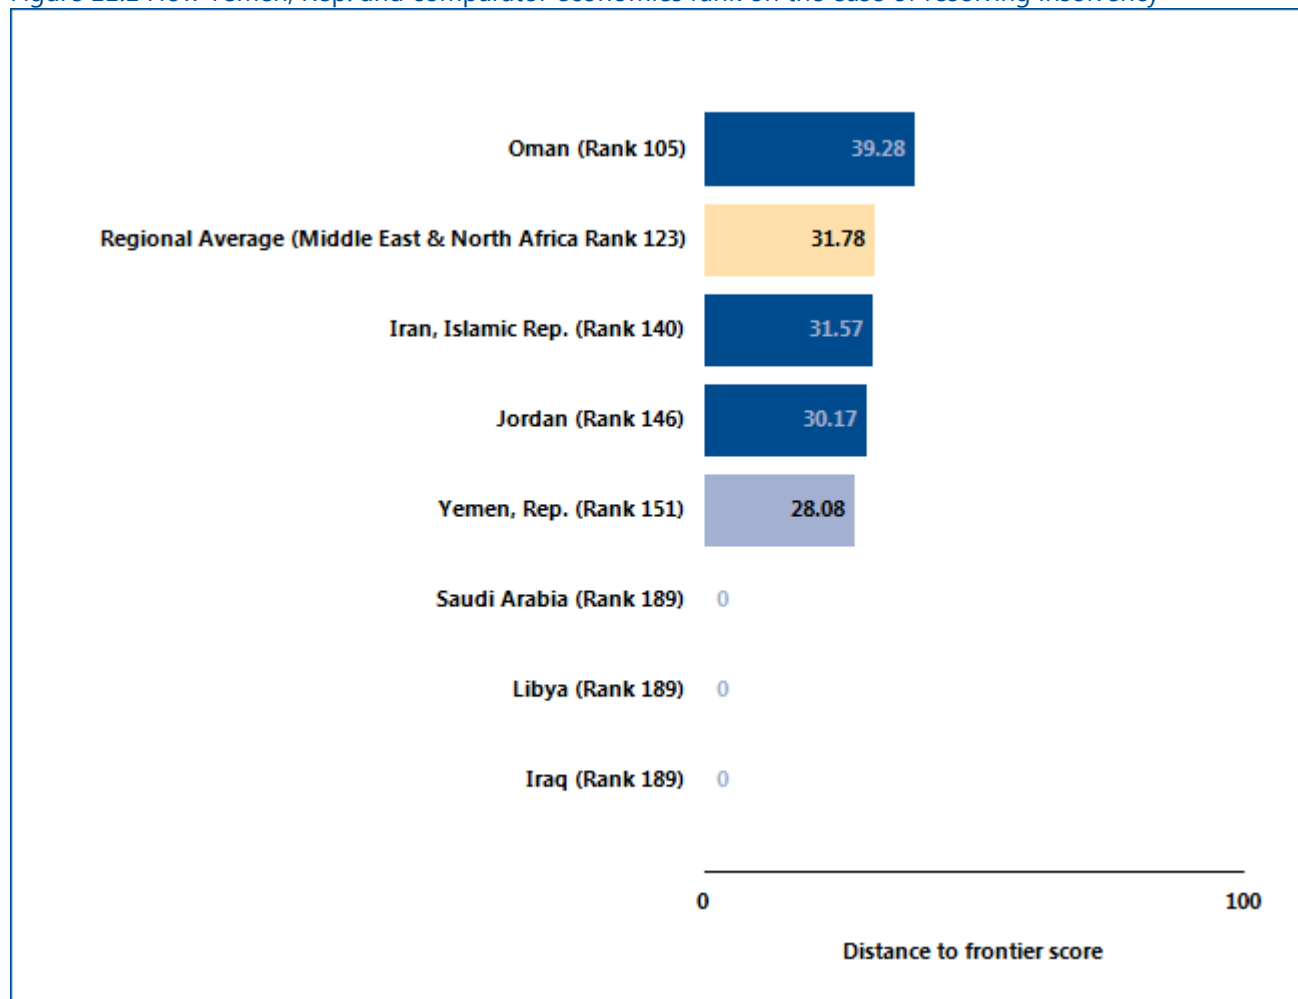 Oman (Rank 105) 39.28
Regional Average (Middle East & North Africa Rank 123) 31.78
Iran, Islamic Rep. (Rank 140) 31.57
Jordan (Rank 146) 30.17
Yemen, Rep. (Rank 151) 28.08
Saudi Arabia (Rank 189) 0
Libya (Rank 189) 0
Iraq (Rank 189) 0
0 100
Distance to frontier score